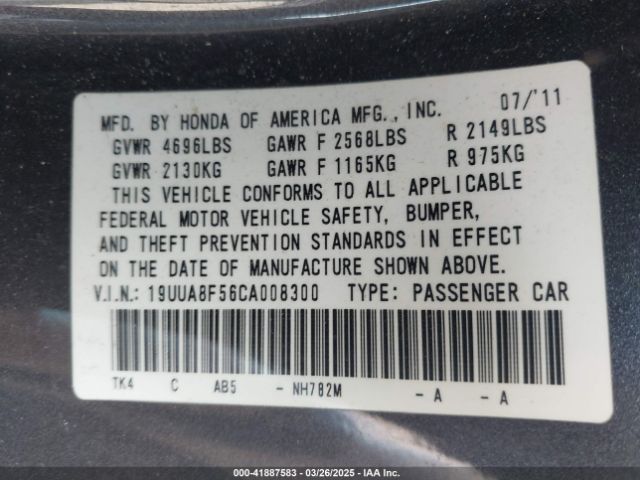 MFD. BY HONDA OF AMERICA MFG., INC. 07/'11
GVWR 4696LBS GAWR F 2568LBS R 2149LBS
GVWR 2130KG GAWR F 1165KG R 975KG
THIS VEHICLE CONFORMS TO ALL APPLICABLE
FEDERAL MOTOR VEHICLE SAFETY, BUMPER,
AND THEFT PREVENTION STANDARDS IN EFFECT
ON THE DATE OF MANUFACTURE SHOWN ABOVE.
V.I.N.: 19UUA8F56CA008300 TYPE: PASSENGER CAR
TK4 C AB5 - NH782M - A - A
000-41887583 | 03/26/2025 | IAA Inc.